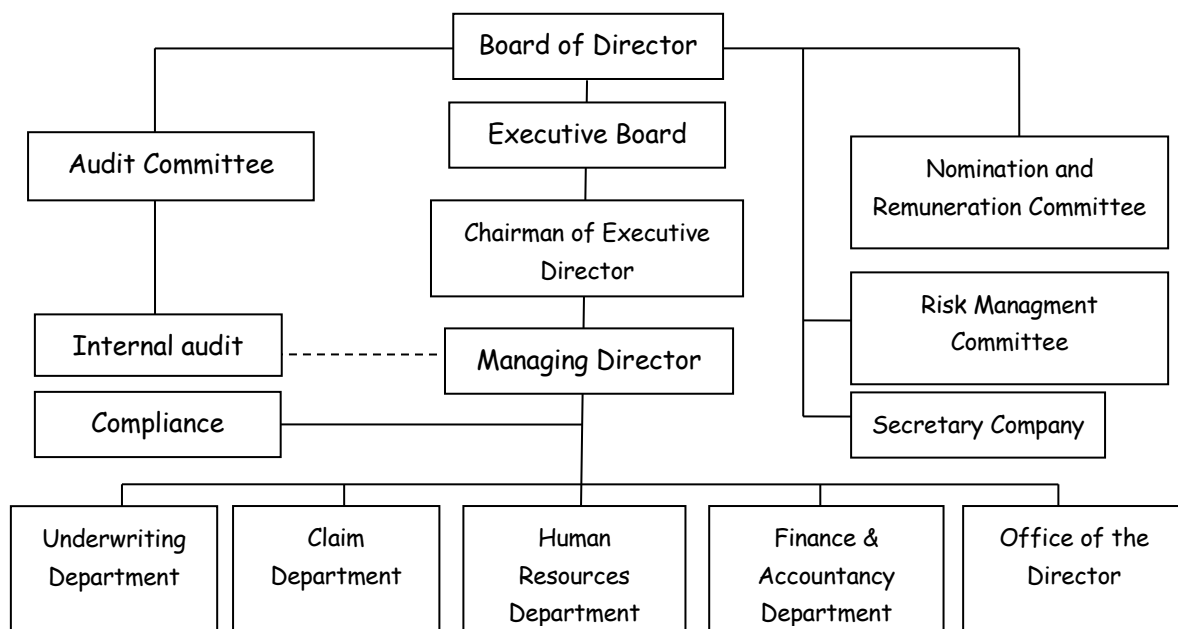 Board of Director
Executive Board
Audit Committee
Nomination and
Remuneration Committee
Chairman of Executive
Director
Risk Managment
Committee
Internal audit
Managing Director
Compliance
Secretary Company
Underwriting
Department
Claim
Department
Human
Resources
Department
Finance &
Accountancy
Department
Office of the
Director